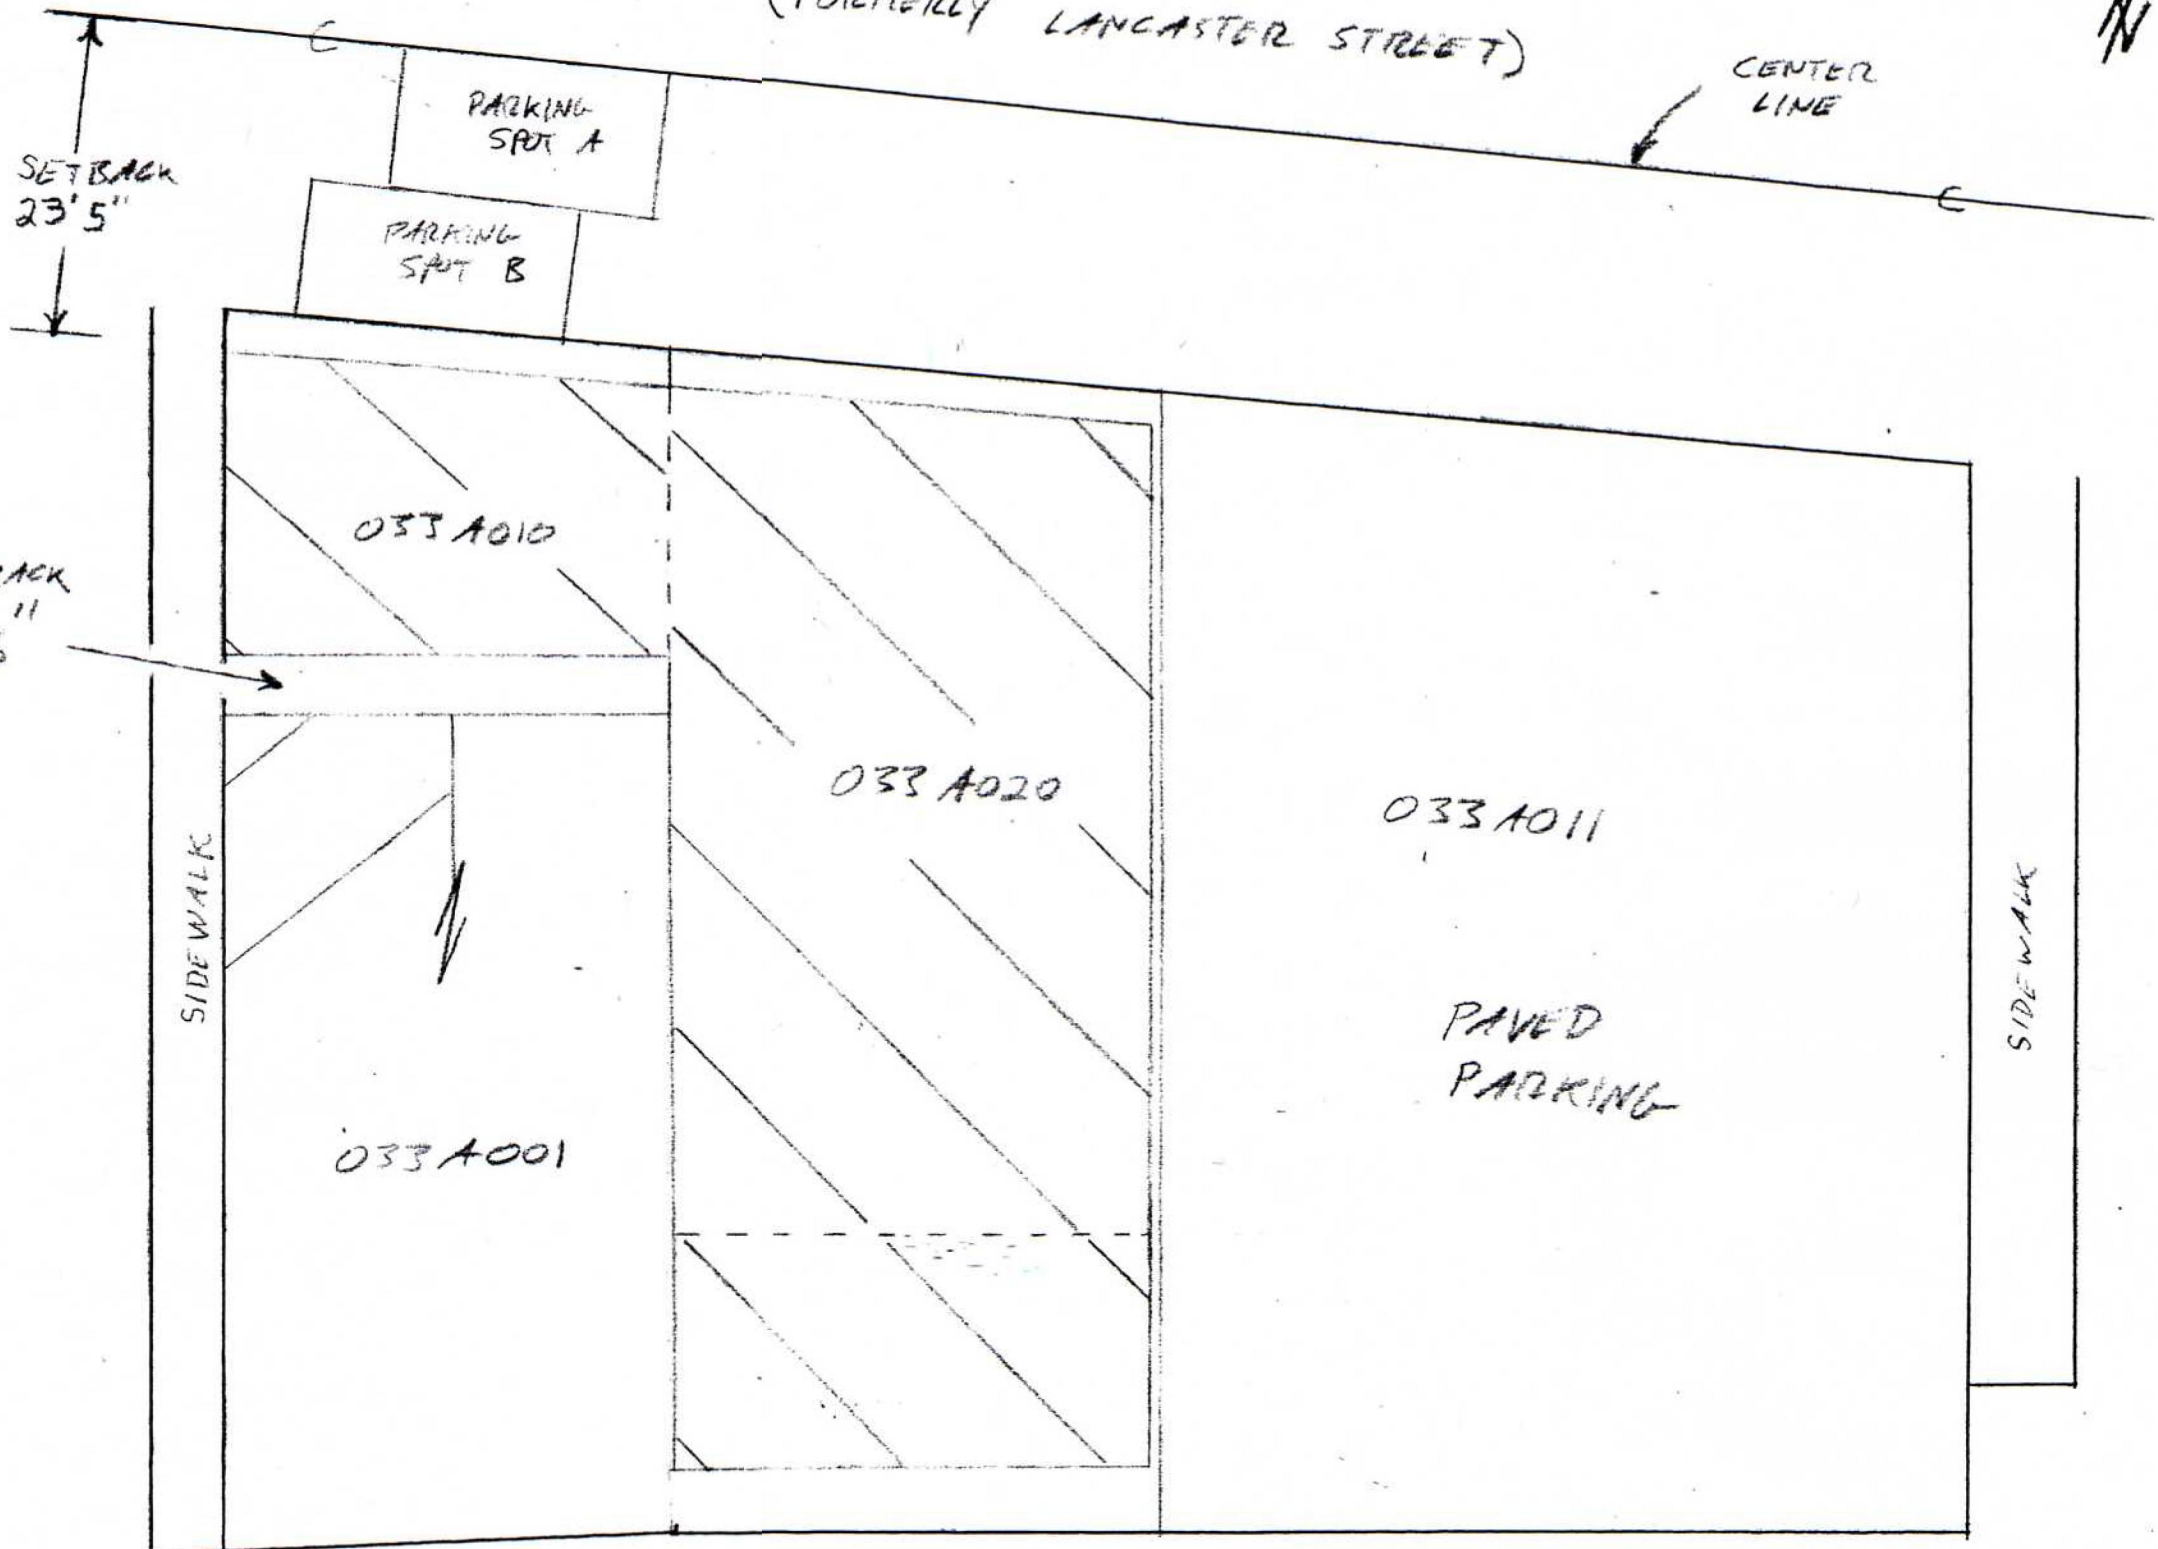 (FORMERLY LANCASTER STREET)
N
CENTER
LINE
PARKING
SPOT A
SETBACK
23'5"
PARKING
SPOT B
033A010
033A020
033A011
SIDEWALK
SIDEWALK
PAVED
PARKING
033A001